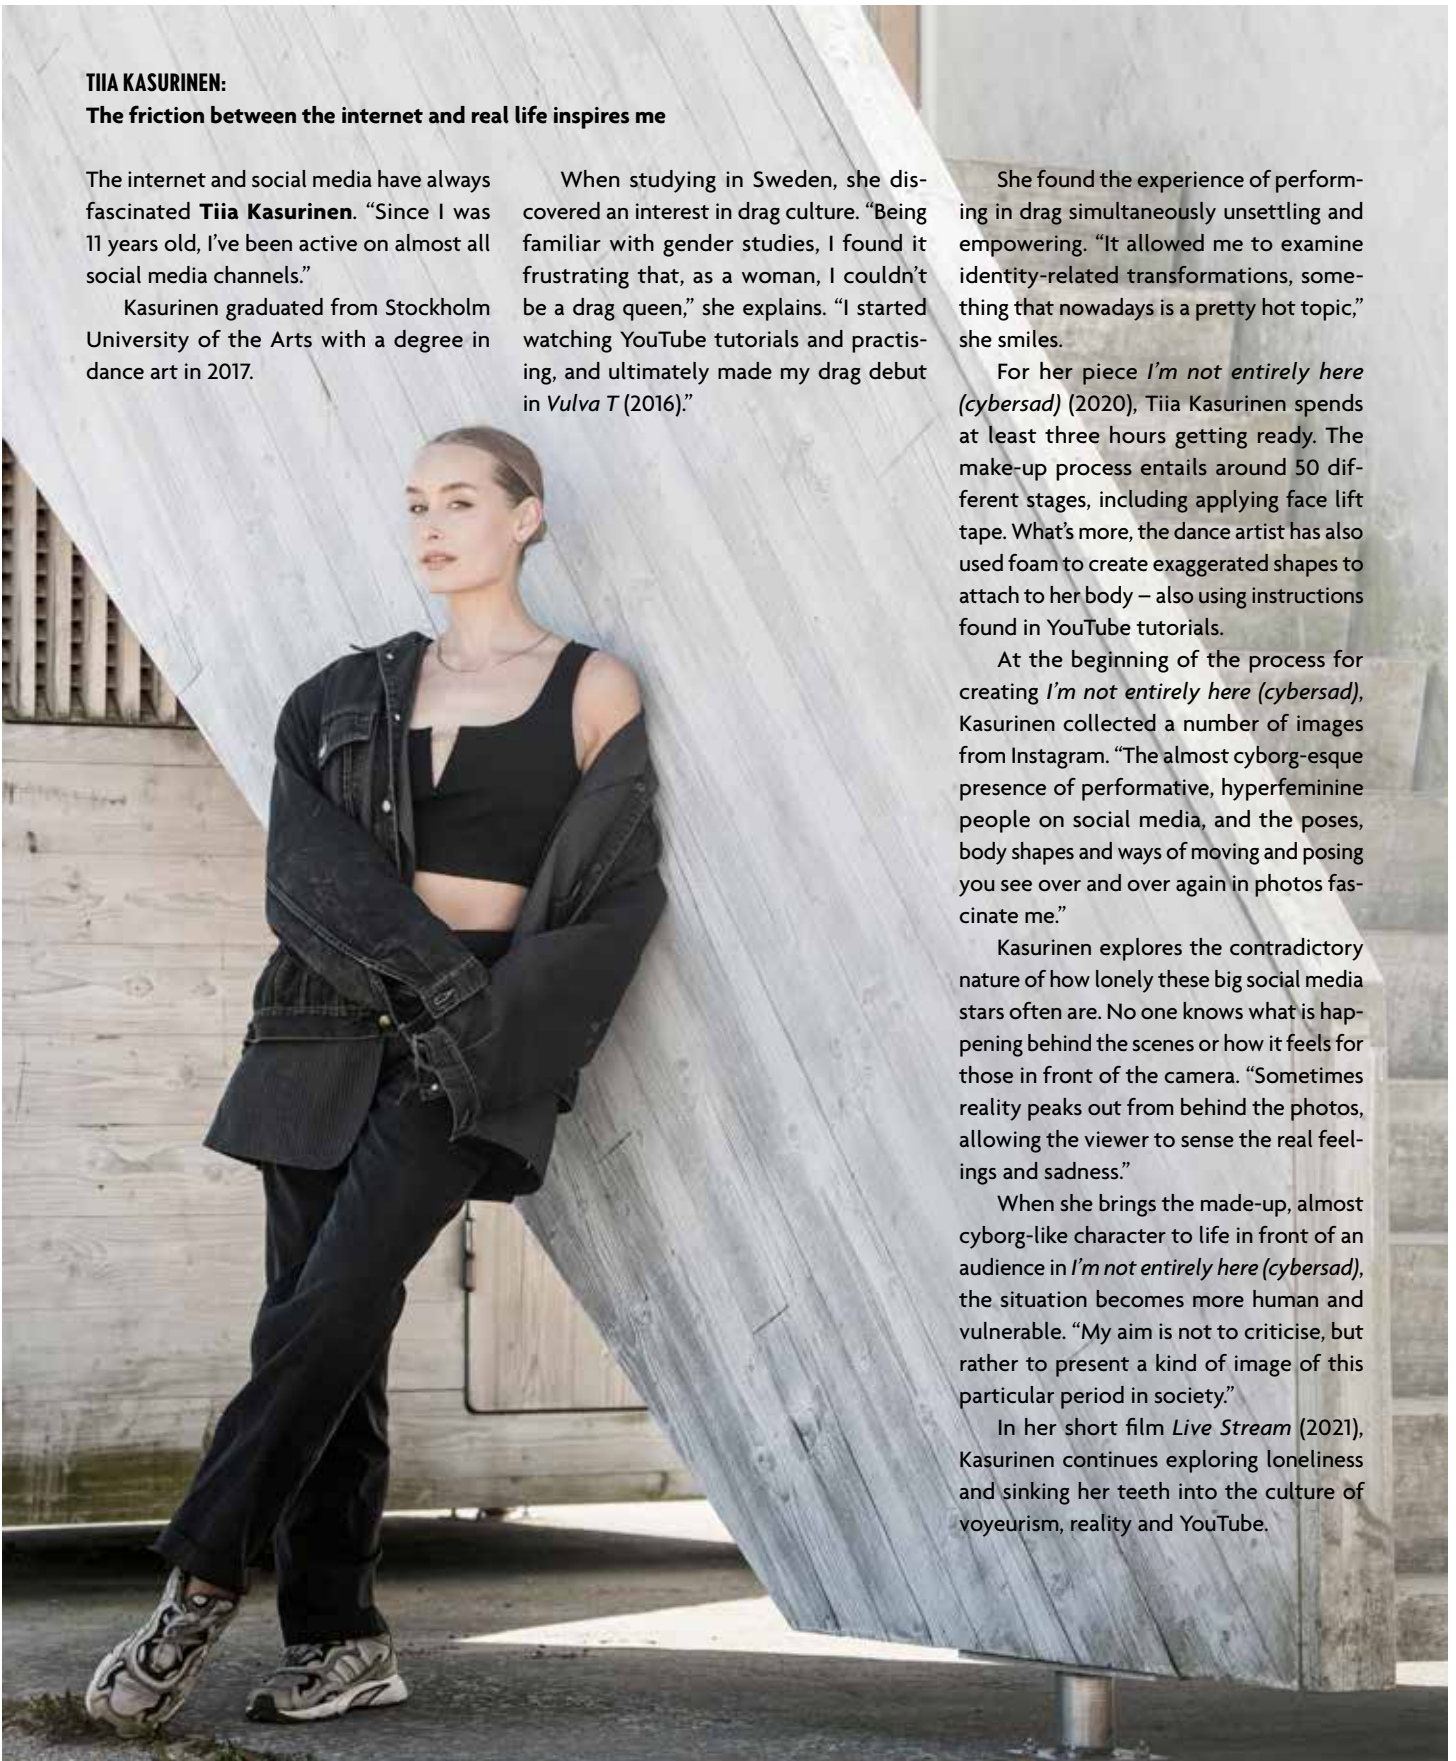 TIIA KASURINEN:
The friction between the internet and real life inspires me
The internet and social media have always
fascinated Tiia Kasurinen. “Since I was
11 years old, I’ve been active on almost all
social media channels.”
Kasurinen graduated from Stockholm
University of the Arts with a degree in
dance art in 2017.
When studying in Sweden, she dis-
covered an interest in drag culture. “Being
familiar with gender studies, I found it
frustrating that, as a woman, I couldn’t
be a drag queen,” she explains. “I started
watching YouTube tutorials and practis-
ing, and ultimately made my drag debut
in Vulva T (2016).”
She found the experience of perform-
ing in drag simultaneously unsettling and
empowering. “It allowed me to examine
identity-related transformations, some-
thing that nowadays is a pretty hot topic,”
she smiles.
For her piece I’m not entirely here
(cybersad) (2020), Tiia Kasurinen spends
at least three hours getting ready. The
make-up process entails around 50 dif-
ferent stages, including applying face lift
tape. What’s more, the dance artist has also
used foam to create exaggerated shapes to
attach to her body – also using instructions
found in YouTube tutorials.
At the beginning of the process for
creating I’m not entirely here (cybersad),
Kasurinen collected a number of images
from Instagram. “The almost cyborg-esque
presence of performative, hyperfeminine
people on social media, and the poses,
body shapes and ways of moving and posing
you see over and over again in photos fas-
cinate me.”
Kasurinen explores the contradictory
nature of how lonely these big social media
stars often are. No one knows what is hap-
pening behind the scenes or how it feels for
those in front of the camera. “Sometimes
reality peaks out from behind the photos,
allowing the viewer to sense the real feel-
ings and sadness.”
When she brings the made-up, almost
cyborg-like character to life in front of an
audience in I’m not entirely here (cybersad),
the situation becomes more human and
vulnerable. “My aim is not to criticise, but
rather to present a kind of image of this
particular period in society.”
In her short film Live Stream (2021),
Kasurinen continues exploring loneliness
and sinking her teeth into the culture of
voyeurism, reality and YouTube.